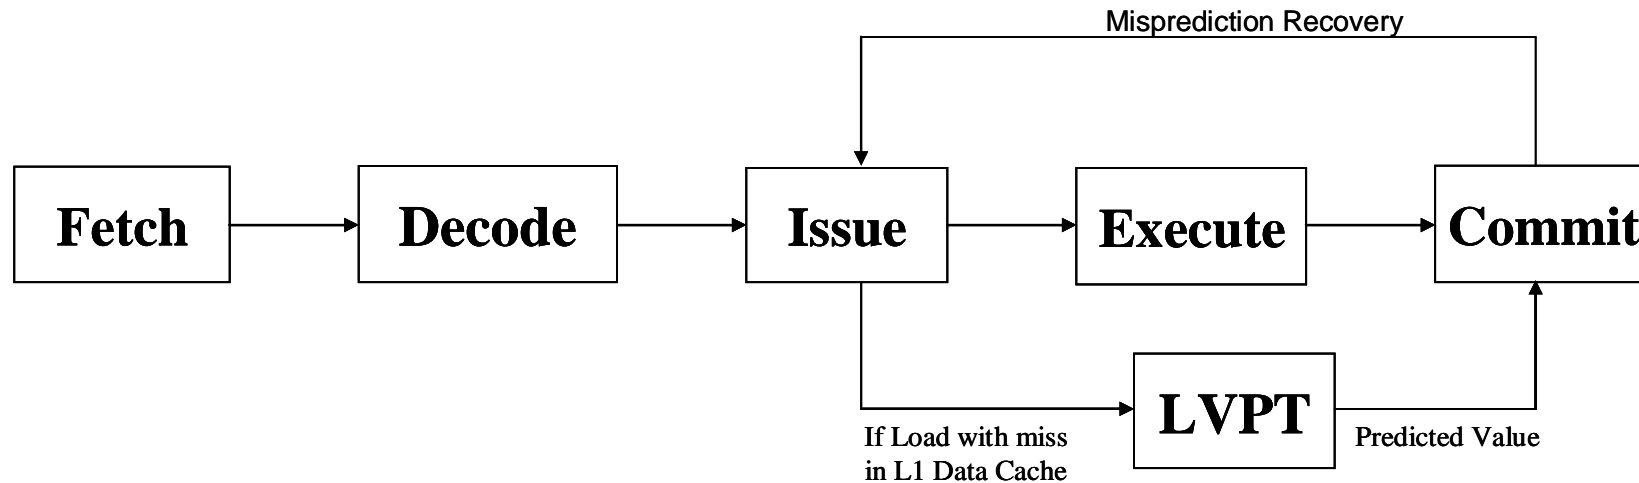 Misprediction Recovery
Fetch
Decode
Issue
Execute
Commit
LVPT
If Load with miss
in L1 Data Cache
Predicted Value